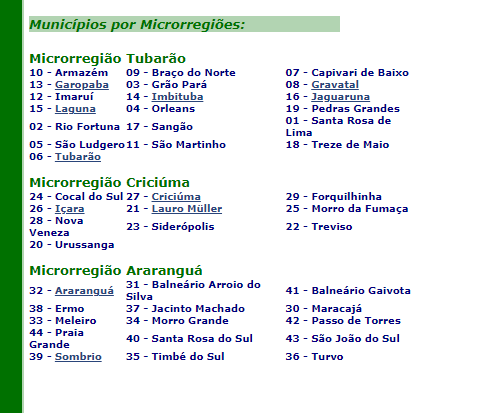 Municípios por Microrregiões:
Microrregião Tubarão
10 - Armazém 09 - Braço do Norte 07 - Capivari de Baixo
13 - Garopaba 03 - Grão Pará 08 - Gravatal
12 - Imaruí 14 - Imbituba 16 - Jaguaruna
15 - Laguna 04 - Orleans 19 - Pedras Grandes
02 - Rio Fortuna 17 - Sangão 01 - Santa Rosa de
Lima
05 - São Ludgero 11 - São Martinho 18 - Treze de Maio
06 - Tubarão
Microrregião Criciúma
24 - Cocal do Sul 27 - Criciúma 29 - Forquilhinha
26 - Içara 21 - Lauro Müller 25 - Morro da Fumaça
28 - Nova
Veneza 23 - Siderópolis 22 - Treviso
20 - Urussanga
Microrregião Araranguá
32 - Araranguá 31 - Balneário Arroio do
Silva 41 - Balneário Gaivota
38 - Ermo 37 - Jacinto Machado 30 - Maracajá
33 - Meleiro 34 - Morro Grande 42 - Passo de Torres
44 - Praia
Grande 40 - Santa Rosa do Sul 43 - São João do Sul
39 - Sombrio 35 - Timbé do Sul 36 - Turvo